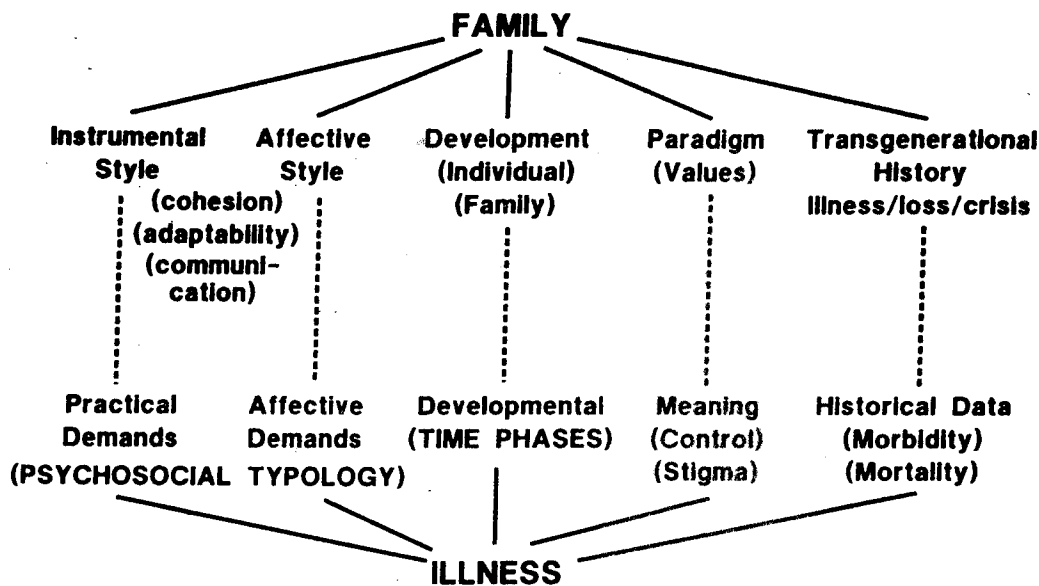 FAMILY
Instrumental
Style
Affective
Style
(cohesion)
(adaptability)
(communi-
cation)
Development
(Individual)
(Family)
Paradigm
(Values)
Transgenerational
History
Illness/loss/crisis
Practical
Demands
Affective
Demands
(PSYCHOSOCIAL TYPOLOGY)
Developmental
(TIME PHASES)
Meaning
(Control)
(Stigma)
Historical Data
(Morbidity)
(Mortality)
ILLNESS